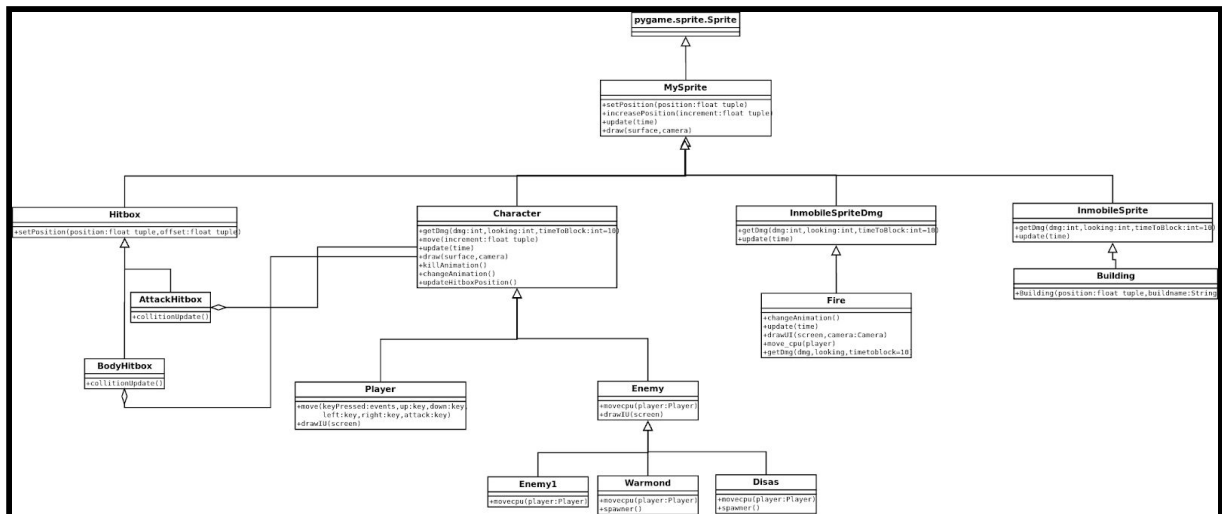 pygame.sprite.Sprite
MySprite
+setPosition(position:float tuple)
+increasePosition(increment:float tuple)
+update(time)
+draw(surface,camera)
Hitbox
+setPosition(position:float tuple,offset:float tuple)
Character
+getDmg(dmg:int,looking:int,timeToBlock:int=10)
+move(increment:float tuple)
+update(time)
+draw(surface,camera)
+killAnimation()
+changeAnimation()
+updateHitboxPosition()
InmobileSpriteDmg
+getDmg(dmg:int,looking:int,timeToBlock:int=10)
+update(time)
InmobileSprite
+getDmg(dmg:int,looking:int,timeToBlock:int=10)
+update(time)
Building
+Building(position:float tuple,buildname:String
AttackHitbox
+collitionUpdate()
Fire
+changeAnimation()
+update(time)
+drawUI(screen,camera:Camera)
+move_cpu(player)
+getDmg(dmg,looking,timetoblock=10)
BodyHitbox
+collitionUpdate()
Player
+move(keyPressed:events,up:key,down:key,
left:key,right:key,attack:key)
+drawIU(screen)
Enemy
+movecpu(player:Player)
+drawIU(screen)
Enemy1
+movecpu(player:Player)
Warmond
+movecpu(player:Player)
+spawner()
Disas
+movecpu(player:Player)
+spawner()